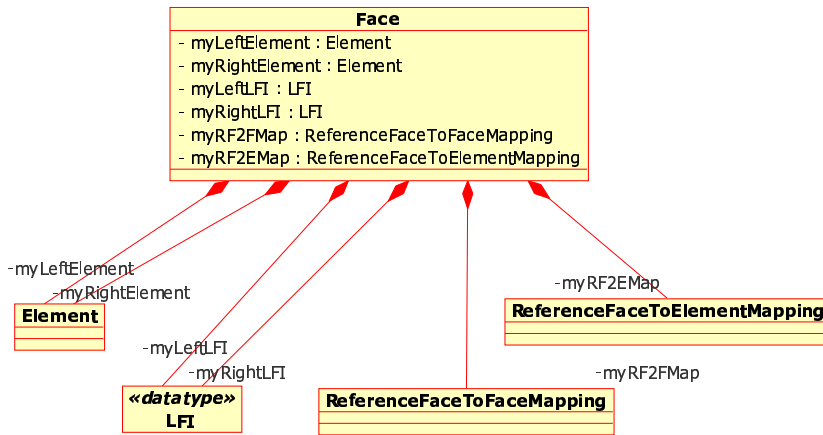 Face
- myLeftElement : Element
- myRightElement : Element
- myLeftLFI : LFI
- myRightLFI : LFI
- myRF2FMap : ReferenceFaceToFaceMapping
- myRF2EMap : ReferenceFaceToElementMapping
-myLeftElement
-myRightElement
-myRF2EMap
Element
ReferenceFaceToElementMapping
-myLeftLFI
-myRightLFI
-myRF2FMap
«datatype»
LFI
ReferenceFaceToFaceMapping